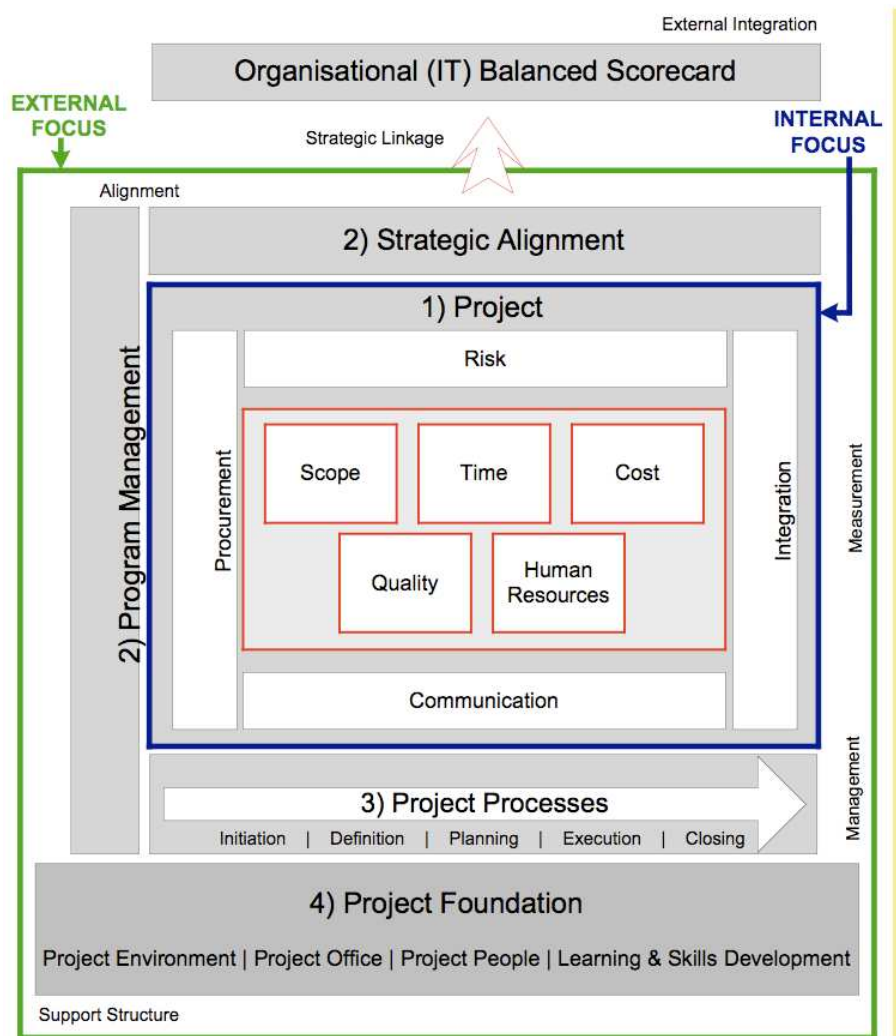 External Integration
Organisational (IT) Balanced Scorecard
EXTERNAL
FOCUS
Strategic Linkage
INTERNAL
FOCUS
Alignment
2) Strategic Alignment
2) Program Management
1) Project
Risk
Procurement
Scope
Time
Cost
Quality
Human
Resources
Integration
Communication
Measurement
Management
3) Project Processes
Initiation | Definition | Planning | Execution | Closing
4) Project Foundation
Project Environment | Project Office | Project People | Learning & Skills Development
Support Structure